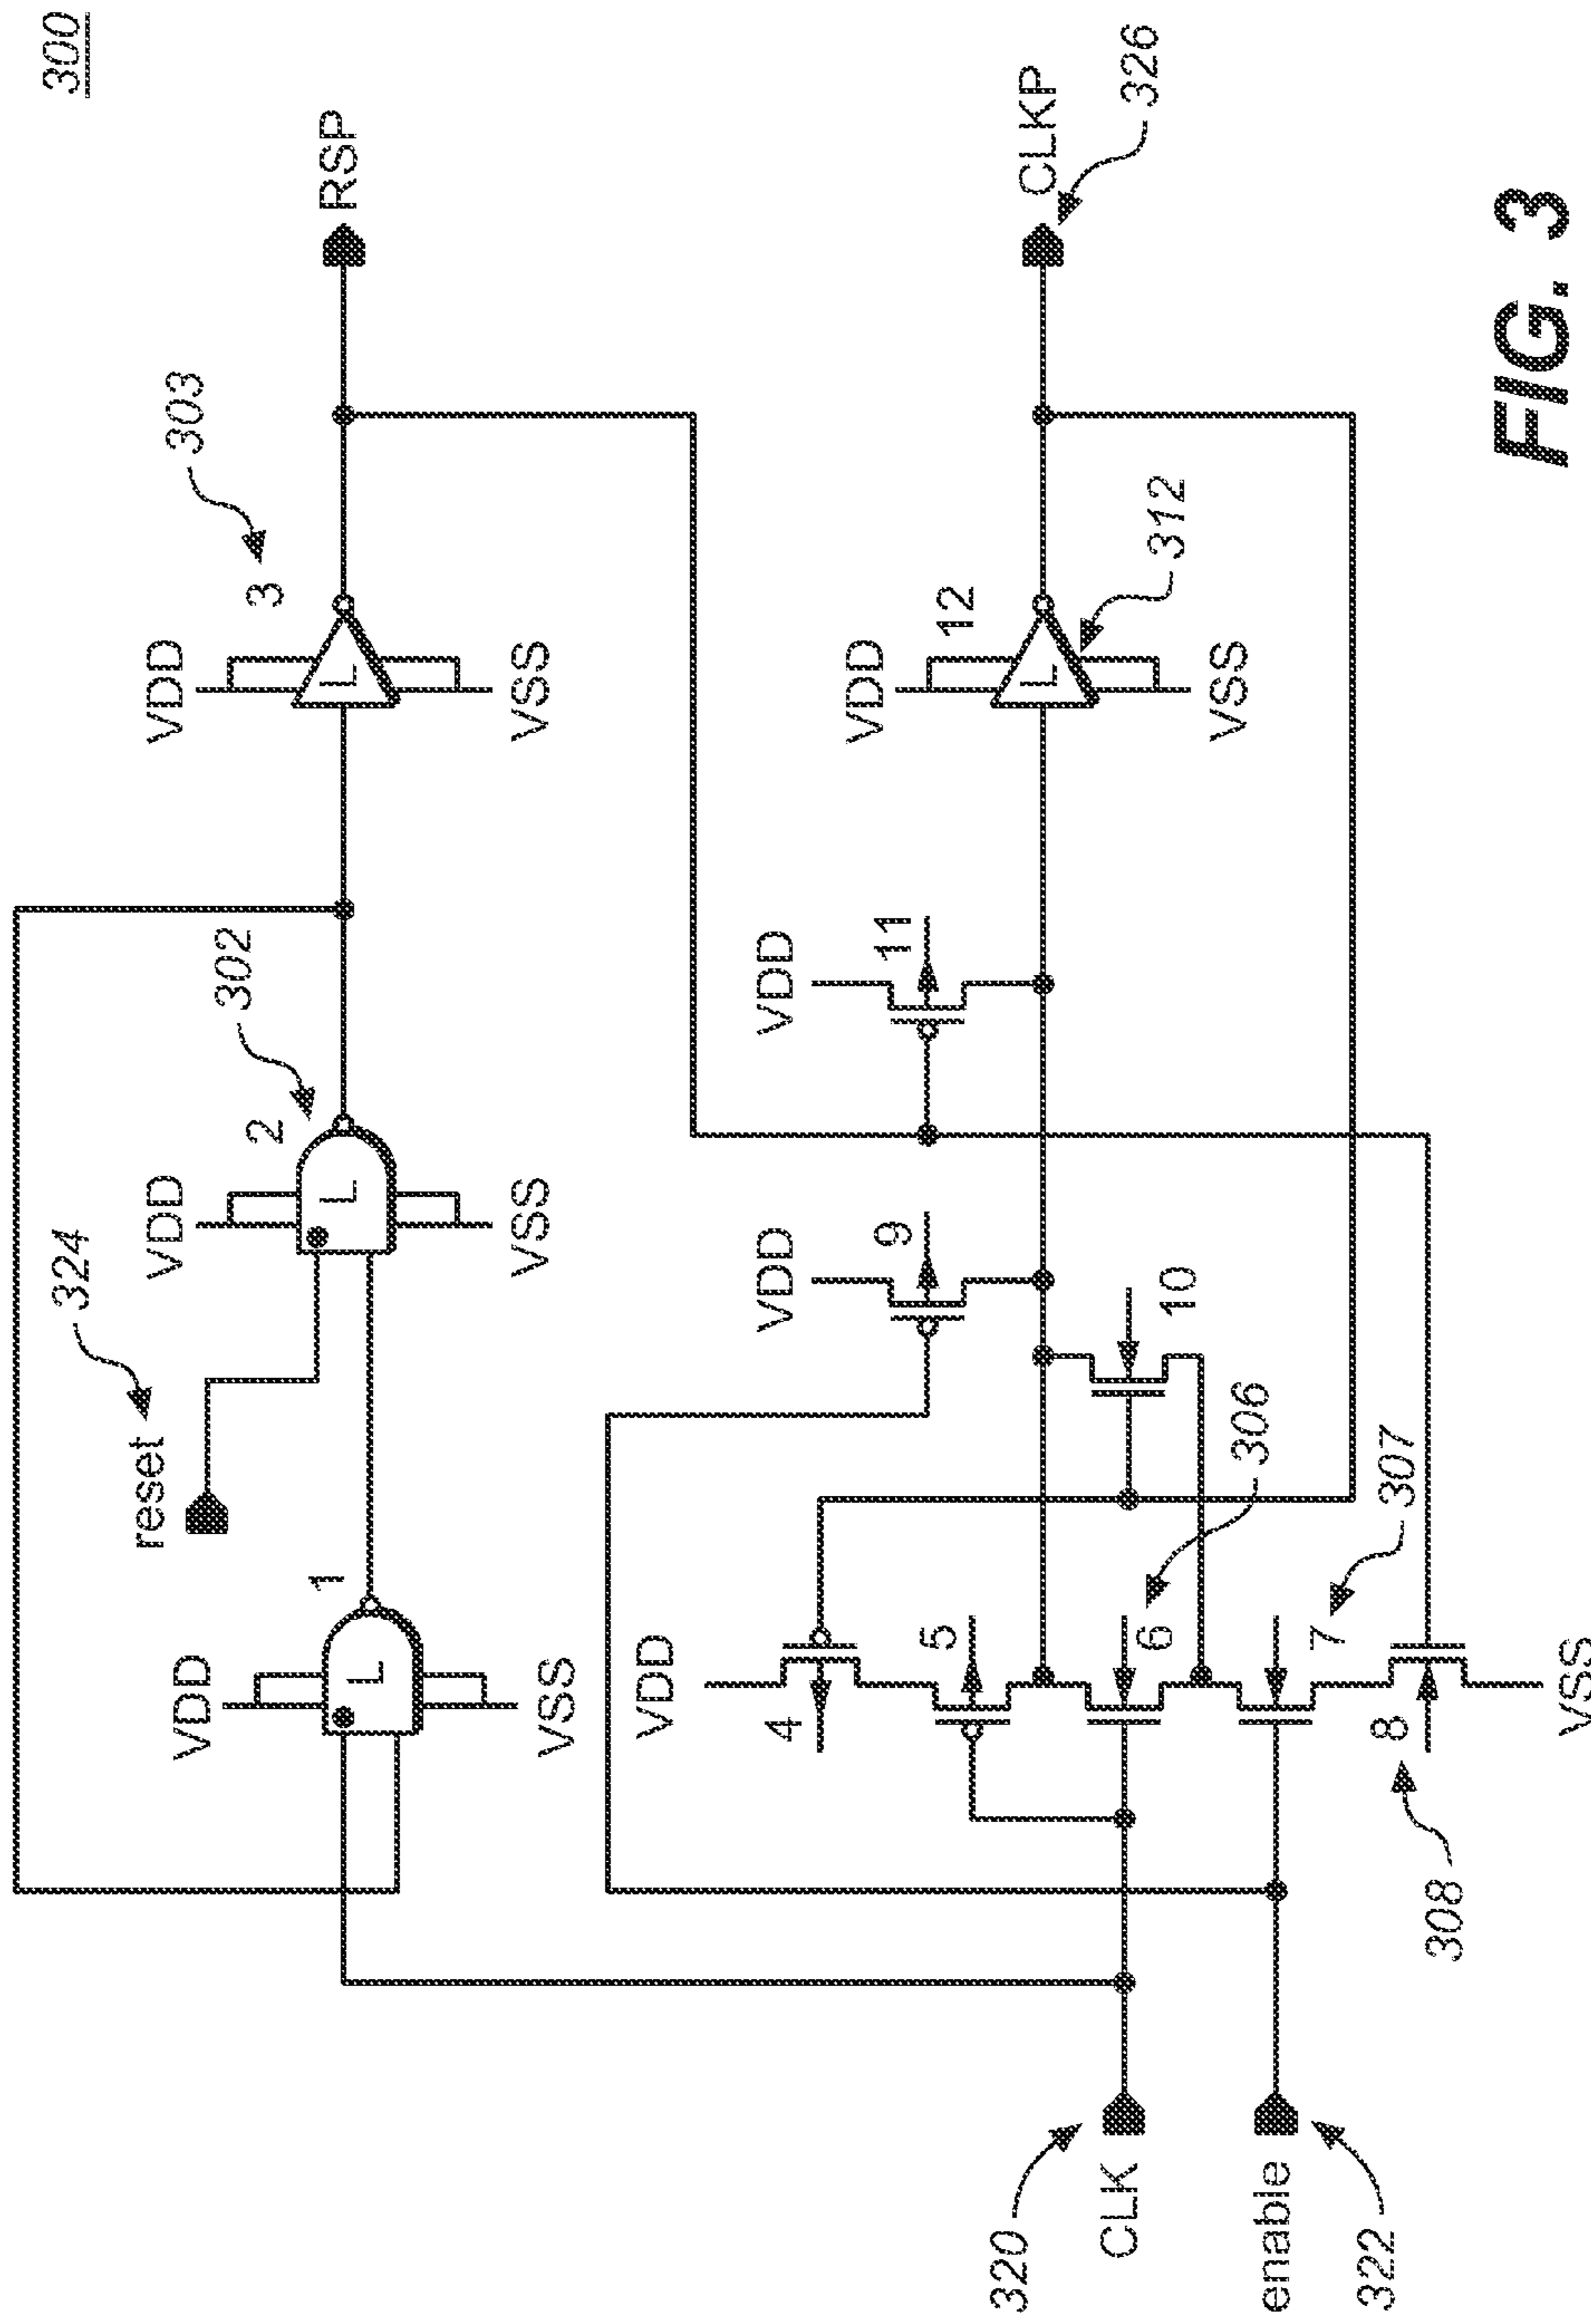 300
303
RSP
VDD
3
L
VSS
324
reset
VDD
2
302
L
VSS
VDD
1
L
VSS
VDD
11
VDD
9
10
VDD
12
L
VSS
312
CLKP
326
VDD
4
5
6
306
7
307
8
308
VSS
320
CLK
enable
322
FIG. 3